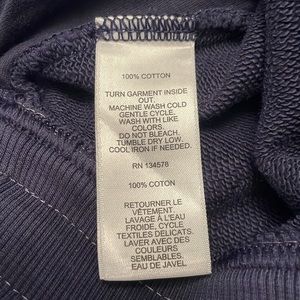 100% COTTON
TURN GARMENT INSIDE
OUT.
MACHINE WASH COLD
GENTLE CYCLE.
WASH WITH LIKE
COLORS.
DO NOT BLEACH.
TUMBLE DRY LOW.
COOL IRON IF NEEDED.
RN 134578
100% COTON
RETOURNER LE
VÊTEMENT.
LAVAGE À L'EAU
FROIDE, CYCLE
TEXTILES DÉLICATS.
LAVER AVEC DES
COULEURS
SEMBLABLES.
EAU DE JAVEL